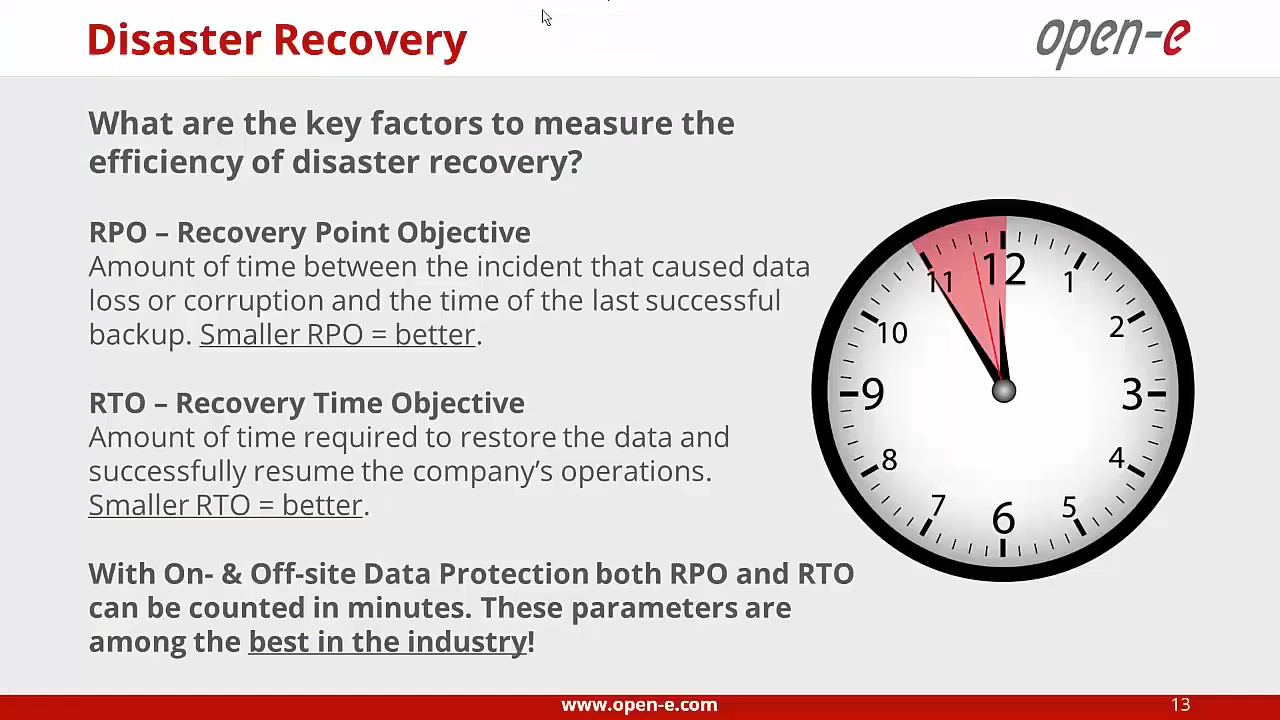 Disaster Recovery
open-e
What are the key factors to measure the
efficiency of disaster recovery?
RPO – Recovery Point Objective
Amount of time between the incident that caused data
loss or corruption and the time of the last successful
backup. Smaller RPO = better.
RTO – Recovery Time Objective
Amount of time required to restore the data and
successfully resume the company’s operations.
Smaller RTO = better.
With On- & Off-site Data Protection both RPO and RTO
can be counted in minutes. These parameters are
among the best in the industry!
12
1
2
3
4
5
6
7
8
9
10
11
www.open-e.com
13